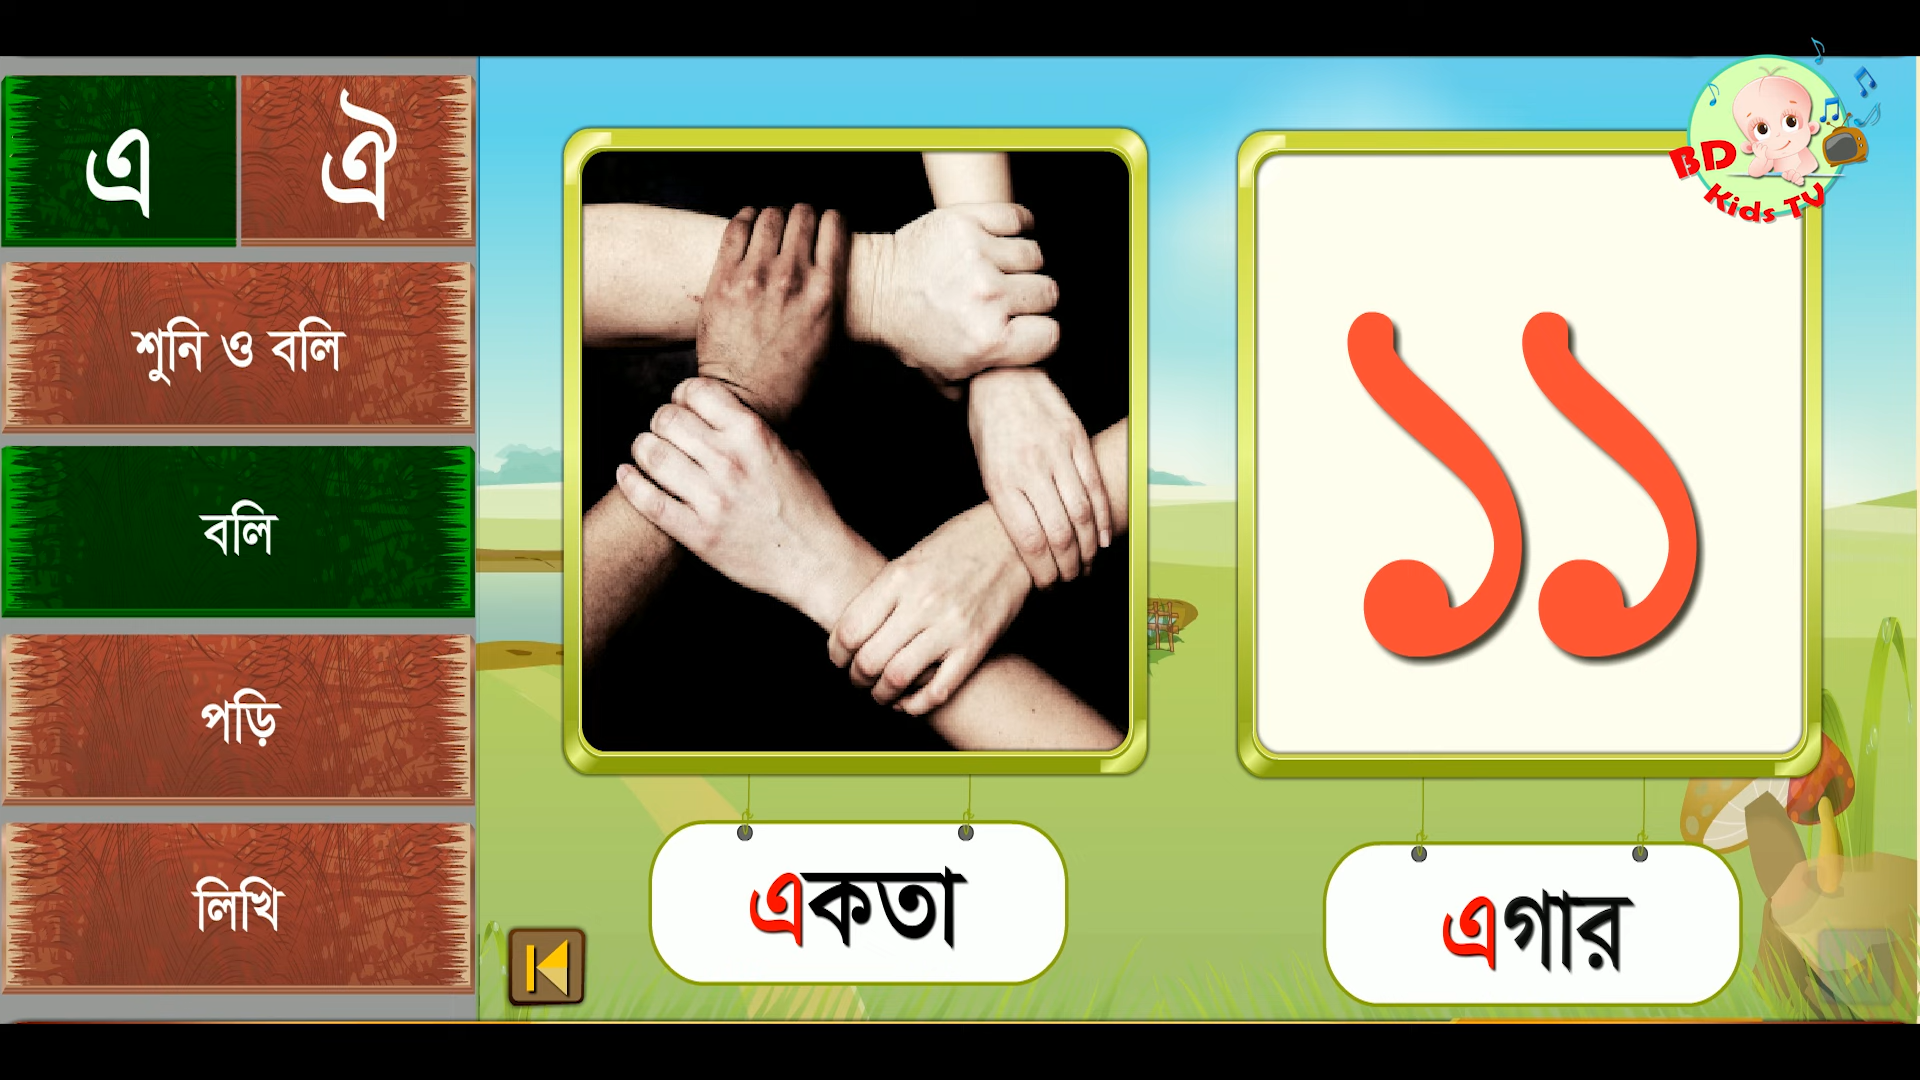 এ
ঐ
শুনি ও বলি
বলি
পড়ি
লিখি
১১
একতা
এগার
BD
Kids TV